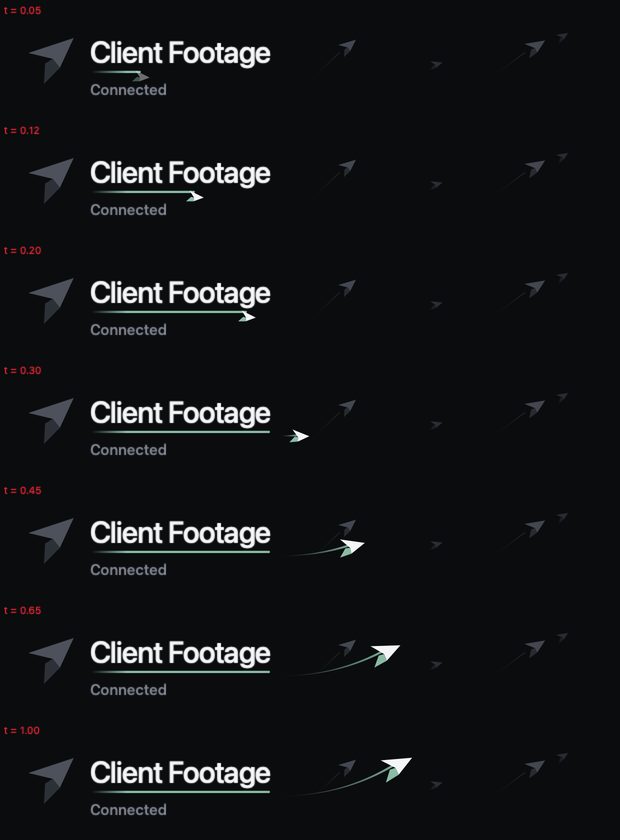 t = 0.05
Client Footage
Connected
t = 0.12
Client Footage
Connected
t = 0.20
Client Footage
Connected
t = 0.30
Client Footage
Connected
t = 0.45
Client Footage
Connected
t = 0.65
Client Footage
Connected
t = 1.00
Client Footage
Connected